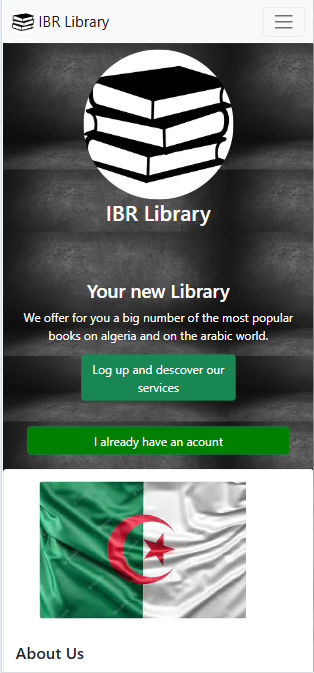 IBR Library
IBR Library
Your new Library
We offer for you a big number of the most popular
books on algeria and on the arabic world.
Log up and descover our
services
I already have an acount
About Us